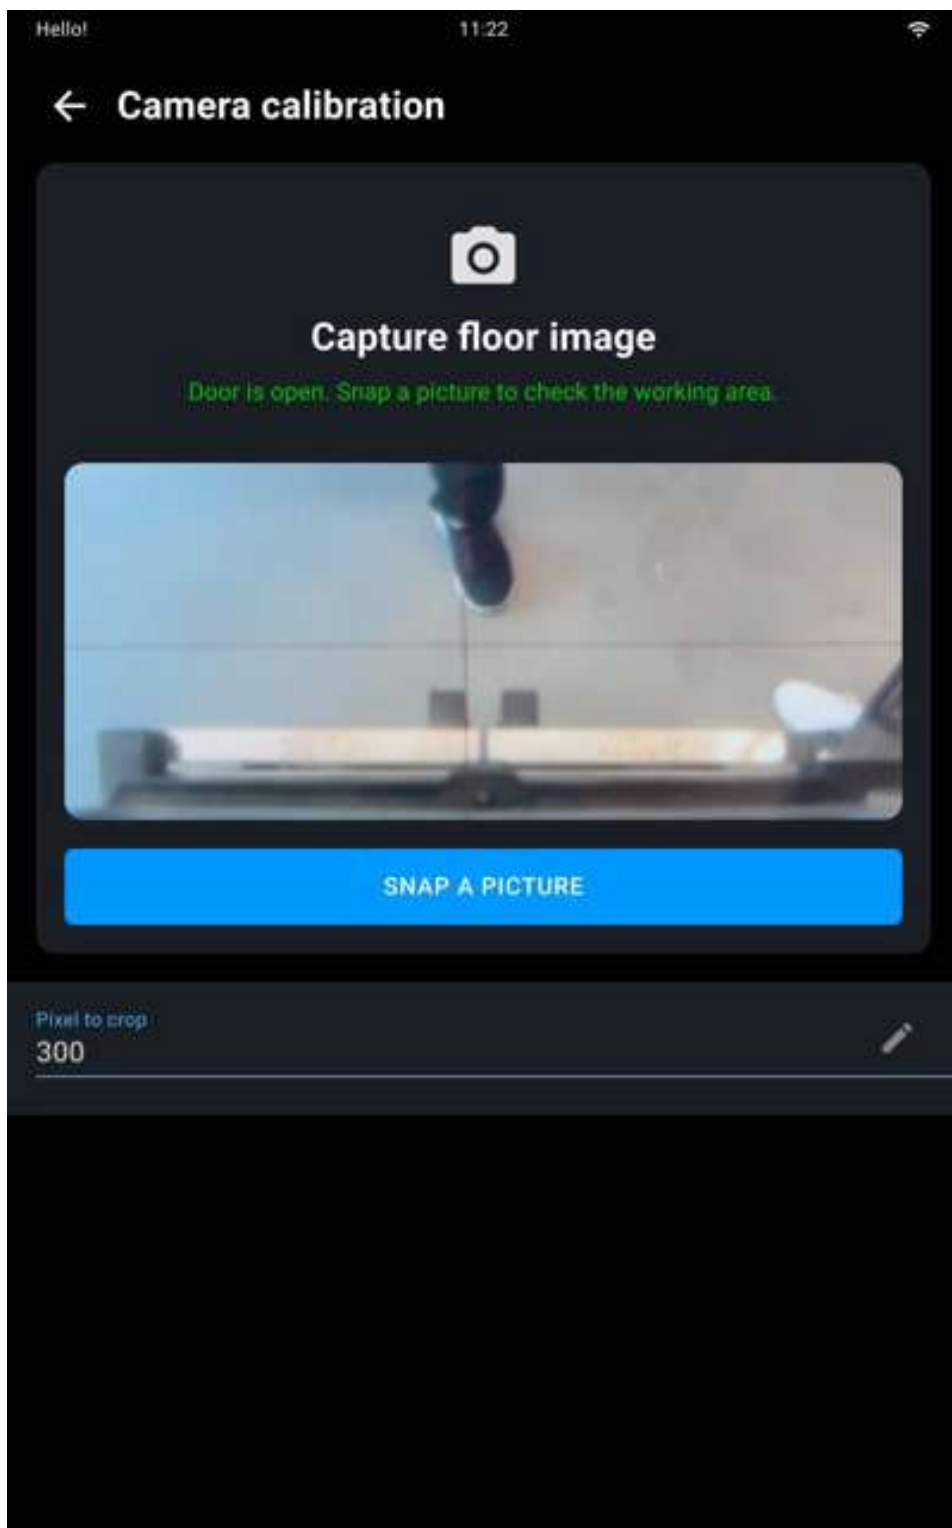 Hello!
11:22
Camera calibration
Capture floor image
Door is open. Snap a picture to check the working area.
SNAP A PICTURE
Pixel to crop
300